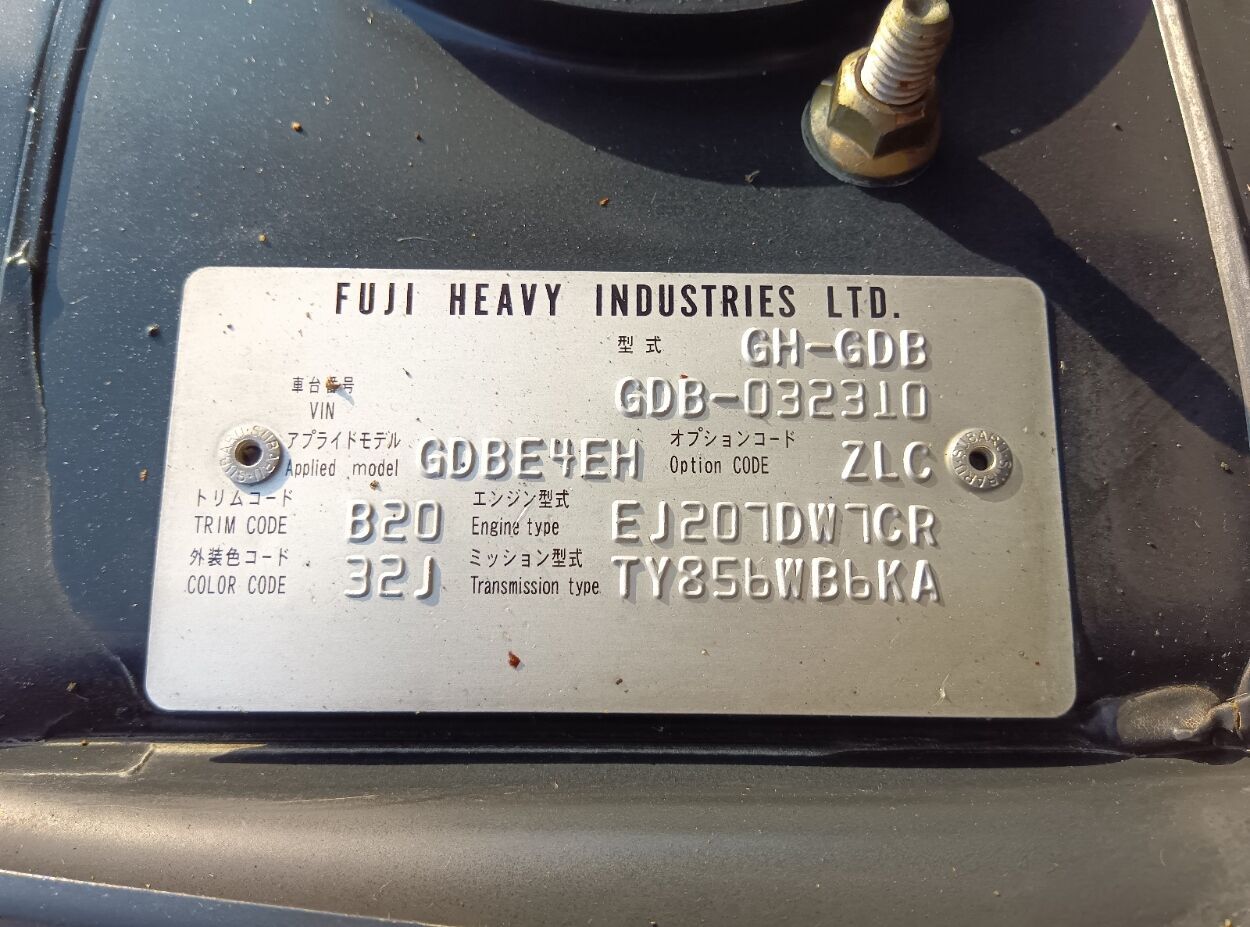 FUJI HEAVY INDUSTRIES LTD.
型式 GH-GDB
車台番号
VIN GDB-032310
アプライドモデル オプションコード
Applied model GDBE4EH Option CODE ZLC
トリムコード エンジン型式
TRIM CODE B20 Engine type EJ207DW7CR
外装色コード ミッション型式
COLOR CODE 32J Transmission type TY856WB6KA
SUBARU
SUBARU